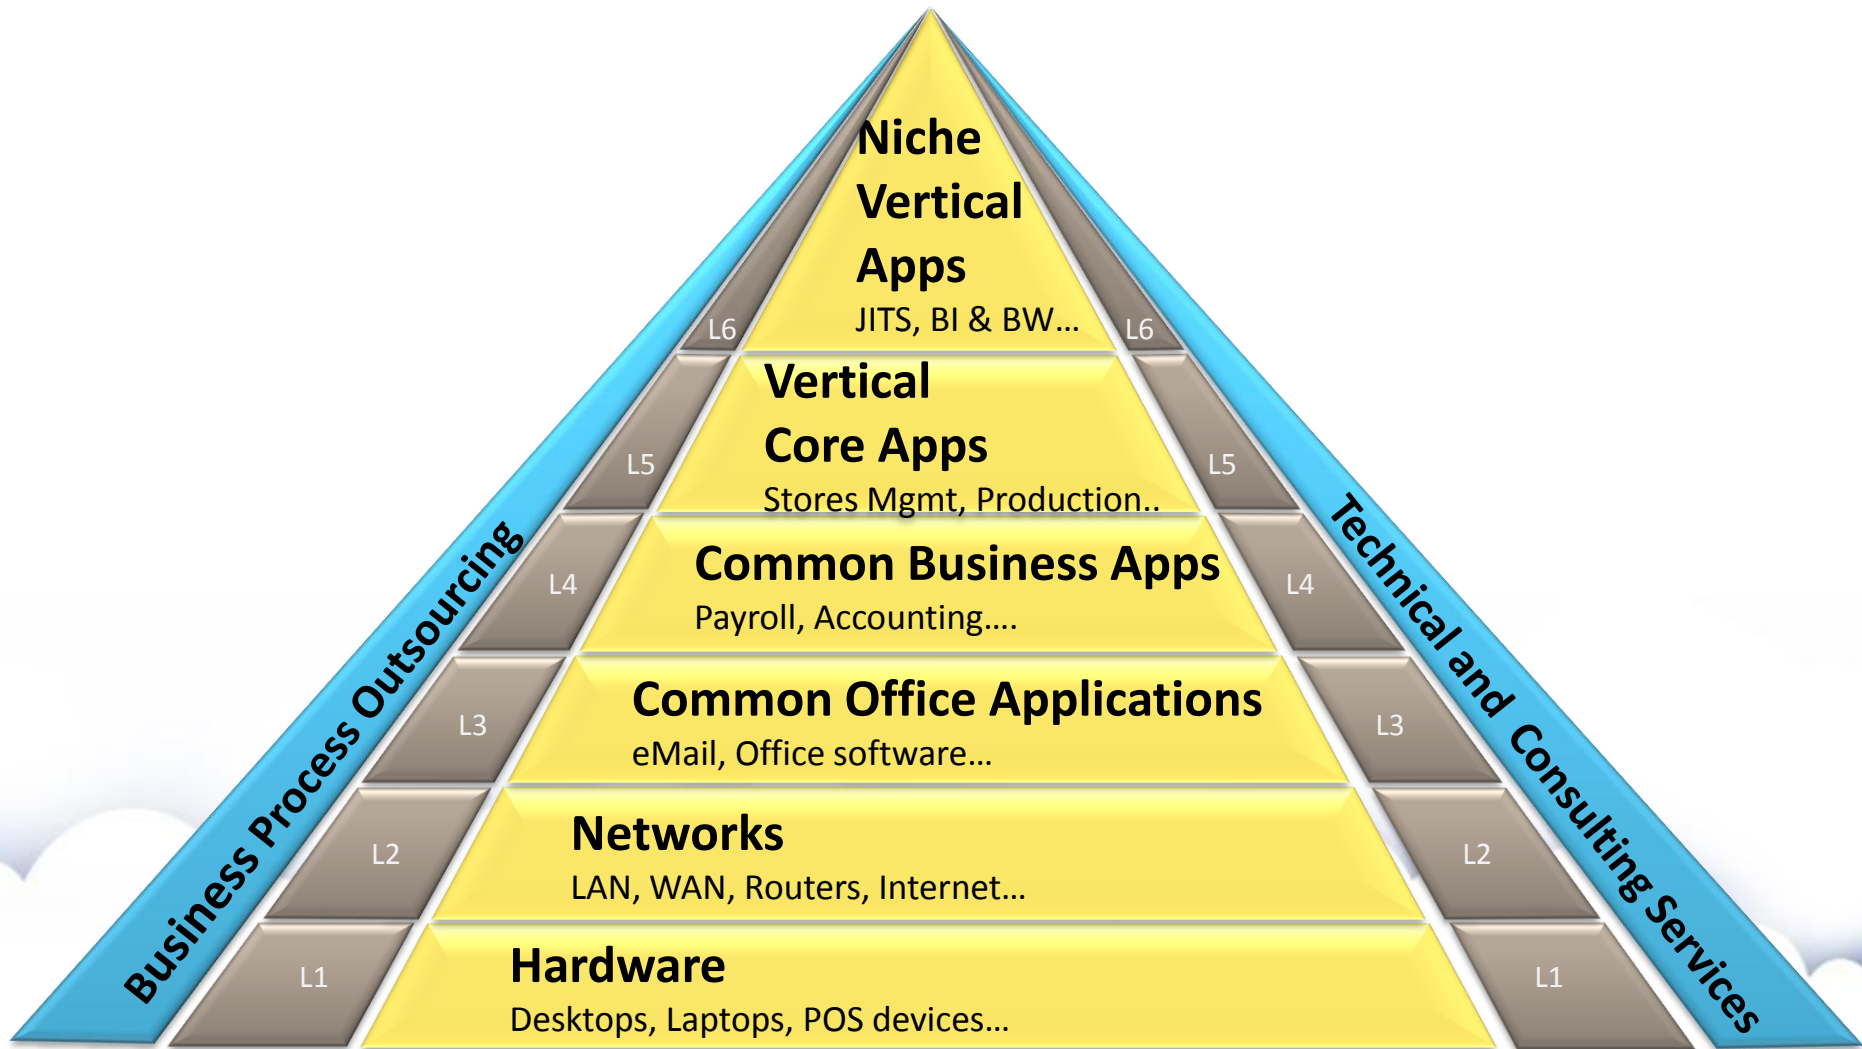 Niche
Vertical
Apps
JITS, BI & BW...
L6
L6
Vertical
Core Apps
Stores Mgmt, Production..
L5
L5
Common Business Apps
Payroll, Accounting....
L4
L4
Common Office Applications
eMail, Office software...
L3
L3
Networks
LAN, WAN, Routers, Internet...
L2
L2
Hardware
Desktops, Laptops, POS devices...
L1
L1
Business Process Outsourcing
Technical and Consulting Services